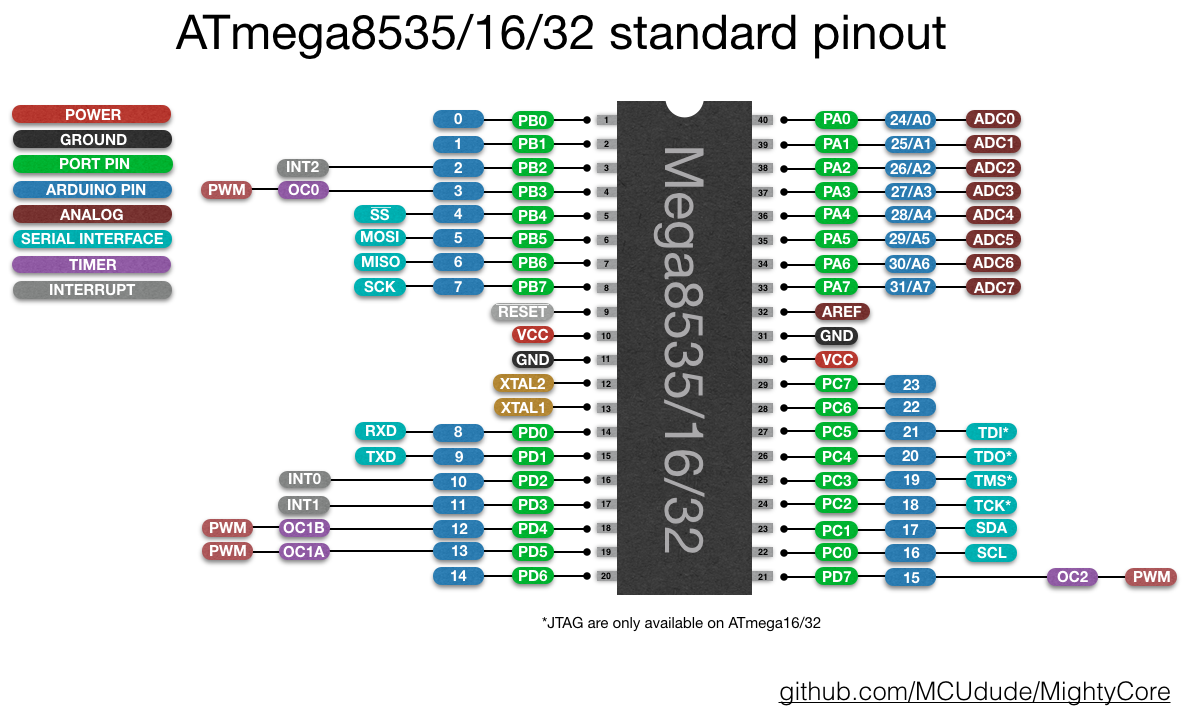 ATmega8535/16/32 standard pinout
POWER
GROUND
PORT PIN
ARDUINO PIN
ANALOG
SERIAL INTERFACE
TIMER
INTERRUPT
0 PB0 1
1 PB1 2
INT2 2 PB2 3
PWM OC0 3 PB3 4
SS 4 PB4 5
MOSI 5 PB5 6
MISO 6 PB6 7
SCK 7 PB7 8
RESET 9
VCC 10
GND 11
XTAL2 12
XTAL1 13
RXD 8 PD0 14
TXD 9 PD1 15
INT0 10 PD2 16
INT1 11 PD3 17
PWM OC1B 12 PD4 18
PWM OC1A 13 PD5 19
14 PD6 20
Mega8535/16/32
40 PA0 24/A0 ADC0
39 PA1 25/A1 ADC1
38 PA2 26/A2 ADC2
37 PA3 27/A3 ADC3
36 PA4 28/A4 ADC4
35 PA5 29/A5 ADC5
34 PA6 30/A6 ADC6
33 PA7 31/A7 ADC7
32 AREF
31 GND
30 VCC
29 PC7 23
28 PC6 22
27 PC5 21 TDI*
26 PC4 20 TDO*
25 PC3 19 TMS*
24 PC2 18 TCK*
23 PC1 17 SDA
22 PC0 16 SCL
21 PD7 15 OC2 PWM
*JTAG are only available on ATmega16/32
github.com/MCUdude/MightyCore